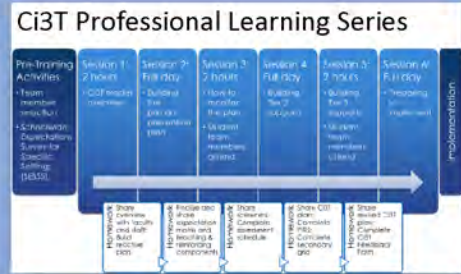 Ci3T Professional Learning Series
Pre-Training
Activities
• Team
member
selection
• Schoolwide
Expectations
Survey for
Specific
Settings
(SESSS)
Session 1:
2 hours
• Ci3T model
overview
Session 2:
Full day
• Building
the
primary
prevention
plan
Session 3:
2 hours
• How to
monitor
the plan
• Student
team
members
attend
Session 4:
Full day
• Building
Tier 2
supports
Session 5:
2 hours
• Building
Tier 3
supports
• Student
team
members
attend
Session 6:
Full day
• Preparing
to
implement
Implementation
Homework
Share
overview
with faculty
and staff;
Build
reactive
plan
Homework
Finalize and
share
expectation
matrix and
teaching &
reinforcing
components
Homework
Share
screeners;
Complete
assessment
schedule
Homework
Share Ci3T
plan;
Complete
PIRS;
Complete
secondary
grid
Homework
Share
revised Ci3T
plan;
Complete
Ci3T
Feedback
Form